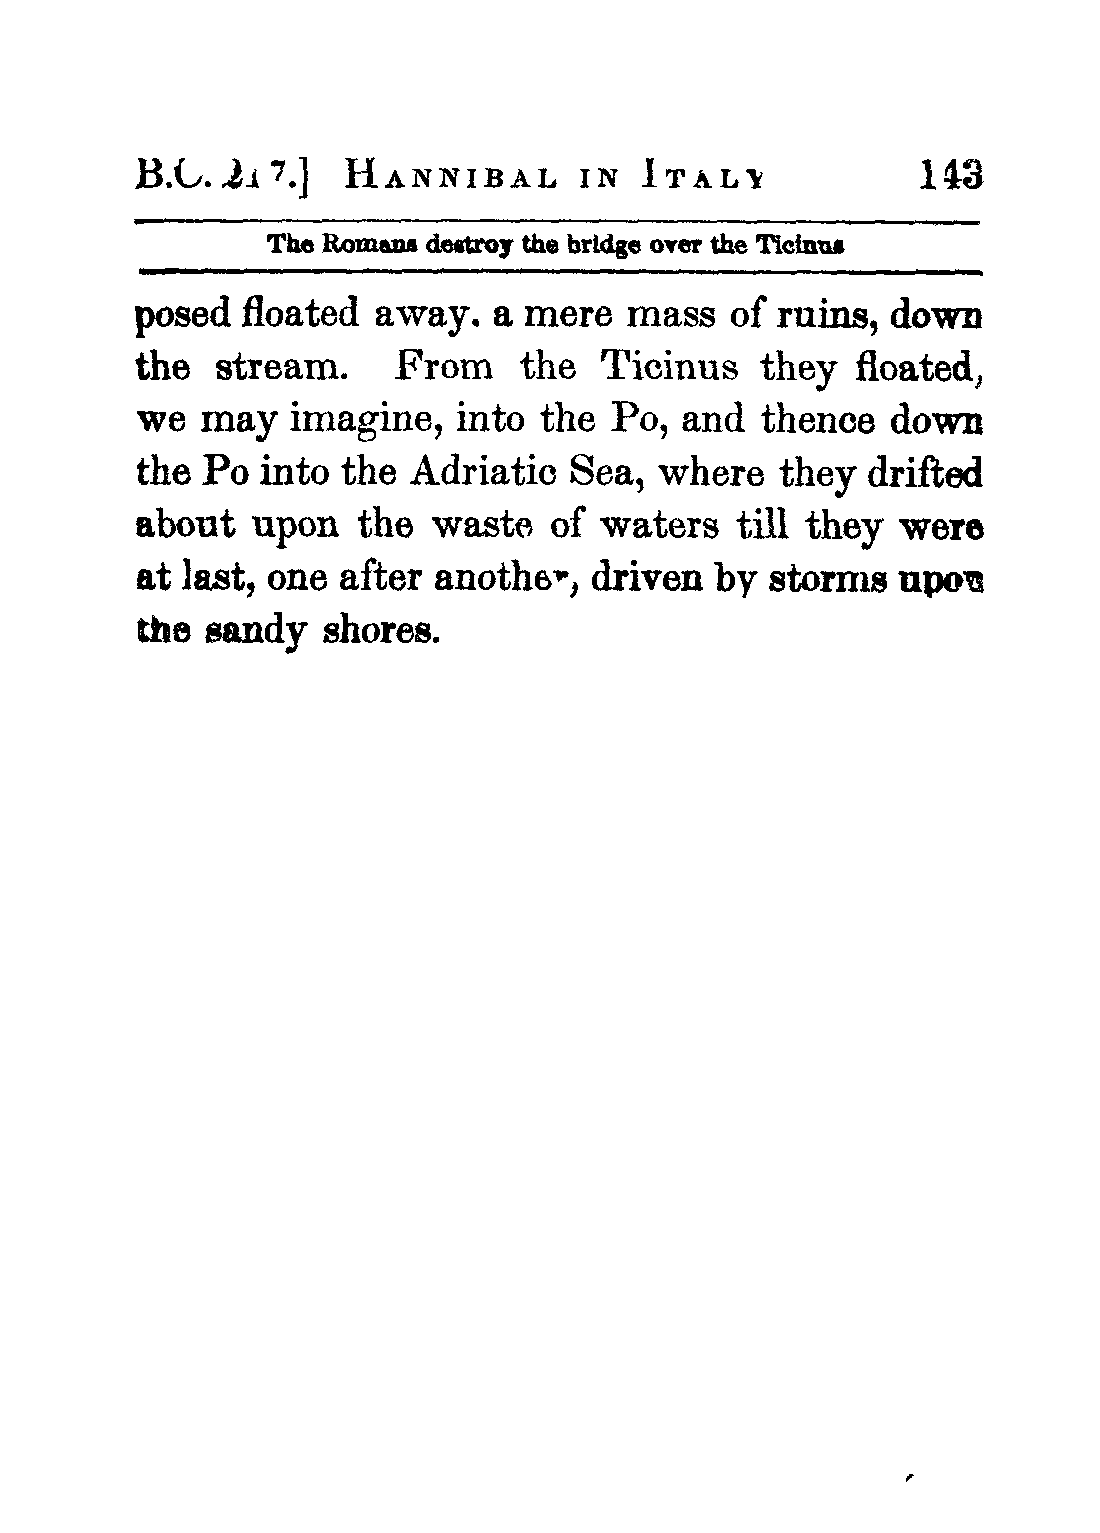 B.C. 217.] HANNIBAL IN ITALY 143
The Romans destroy the bridge over the Ticinus
posed floated away. a mere mass of ruins, down
the stream. From the Ticinus they floated,
we may imagine, into the Po, and thence down
the Po into the Adriatic Sea, where they drifted
about upon the waste of waters till they were
at last, one after another, driven by storms upon
the sandy shores.